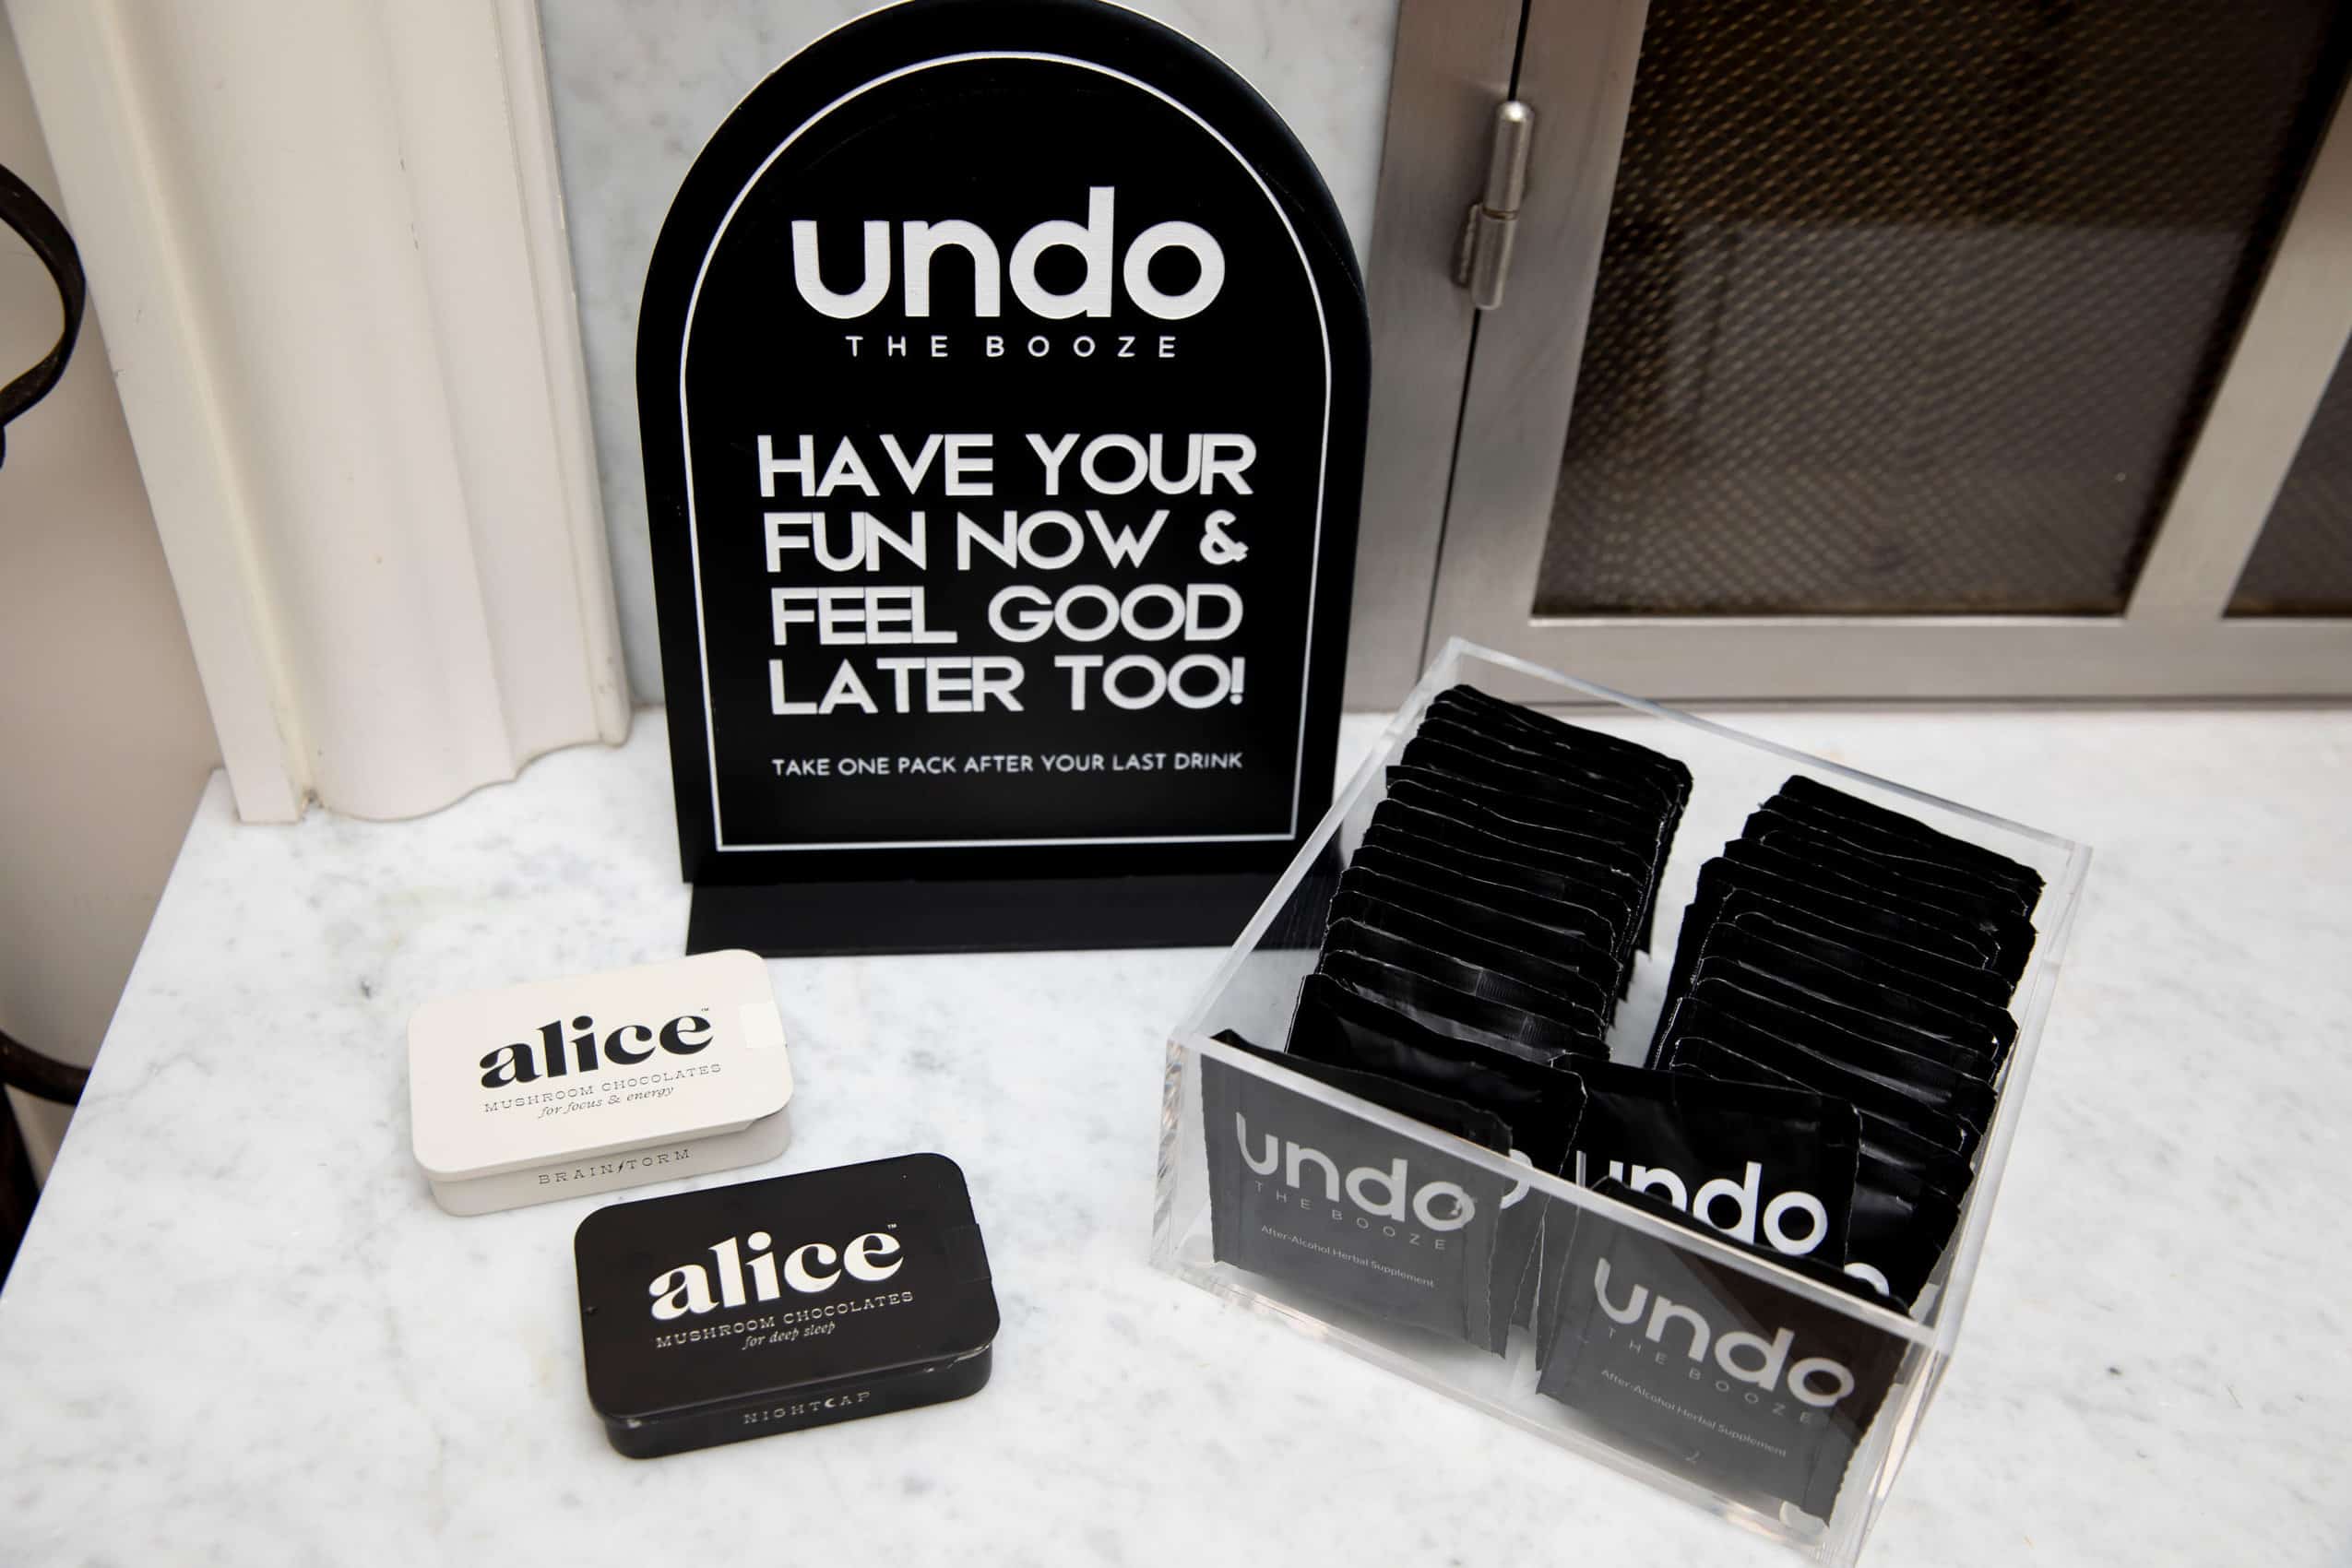 undo
THE BOOZE
HAVE YOUR
FUN NOW &
FEEL GOOD
LATER TOO!
TAKE ONE PACK AFTER YOUR LAST DRINK
alice™
MUSHROOM CHOCOLATES
for focus & energy
BRAINSTORM
alice™
MUSHROOM CHOCOLATES
for deep sleep
NIGHTCAP
undo
THE BOOZE
After-Alcohol Herbal Supplement
undo
undo
THE BOOZE
After-Alcohol Herbal Supplement